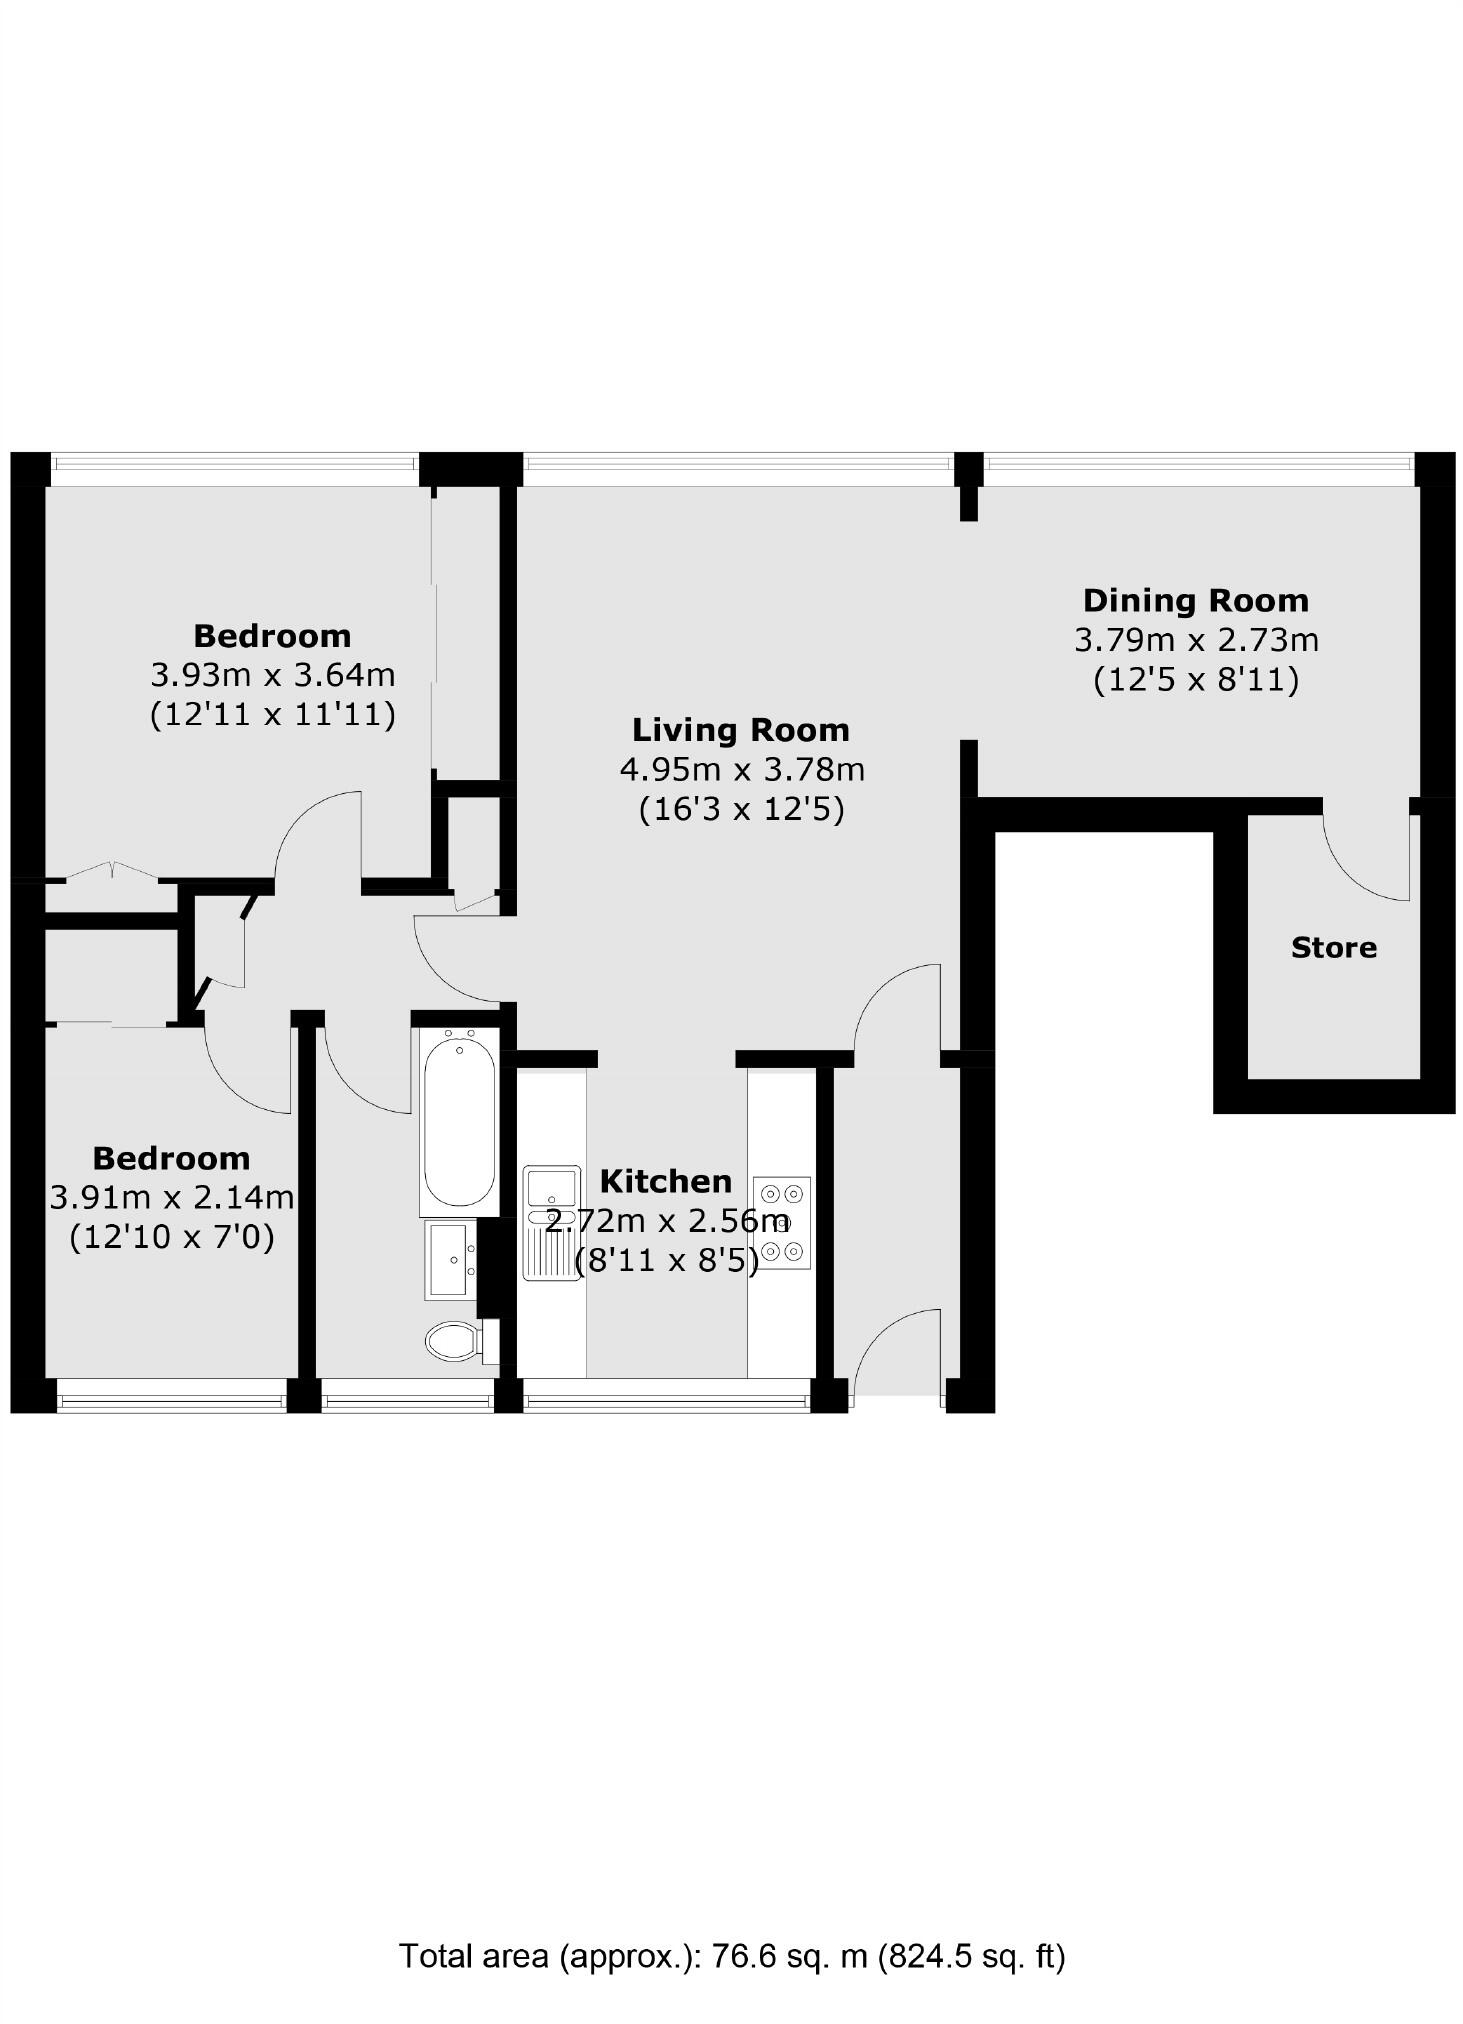 Bedroom
3.93m x 3.64m
(12'11 x 11'11)
Living Room
4.95m x 3.78m
(16'3 x 12'5)
Dining Room
3.79m x 2.73m
(12'5 x 8'11)
Store
Bedroom
3.91m x 2.14m
(12'10 x 7'0)
Kitchen
2.72m x 2.56m
(8'11 x 8'5)
Total area (approx.): 76.6 sq. m (824.5 sq. ft)